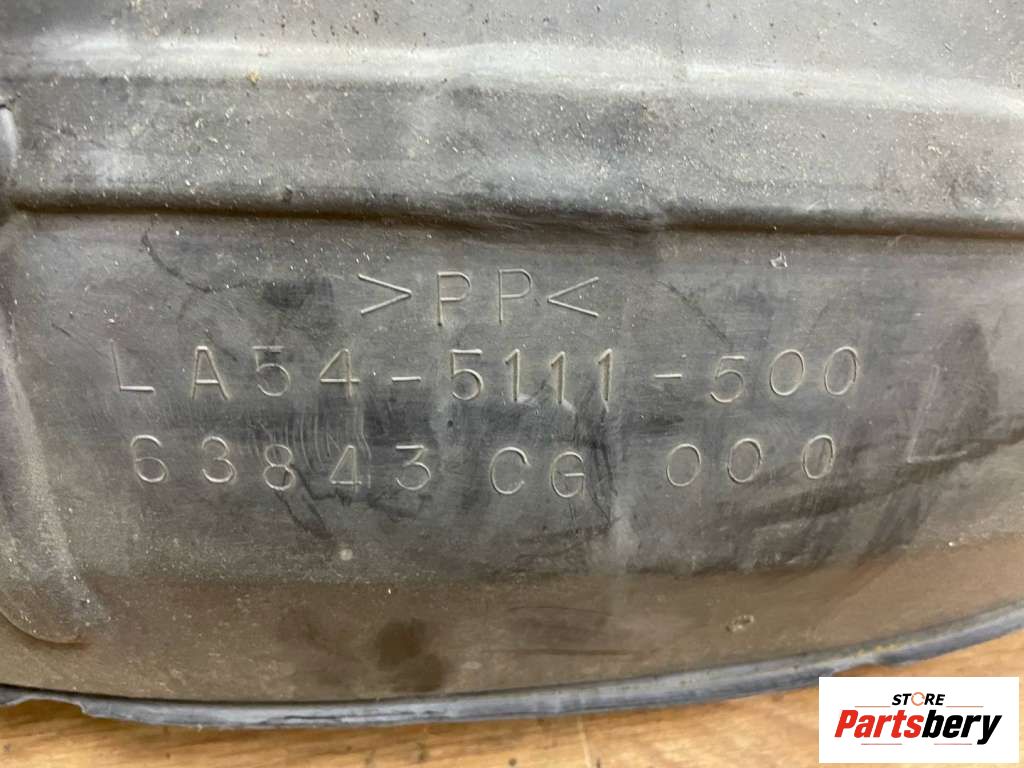 >PP<
LA54-5111-500
63843 CG 000 L
STORE
Partsbery